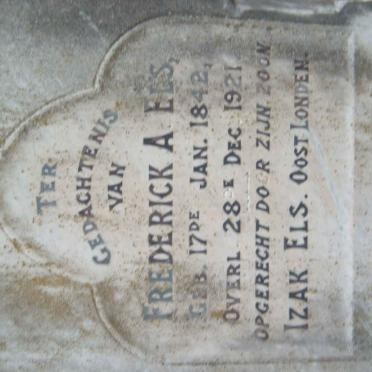 TER
GEDACHTENIS
VAN
FREDERICK A ELS,
GEB. 17DE JAN. 1842,
OVERL 28STE DEC. 1921.
OPGERECHT DOOR ZIJN ZOON
IZAK ELS. OOST LONDEN.